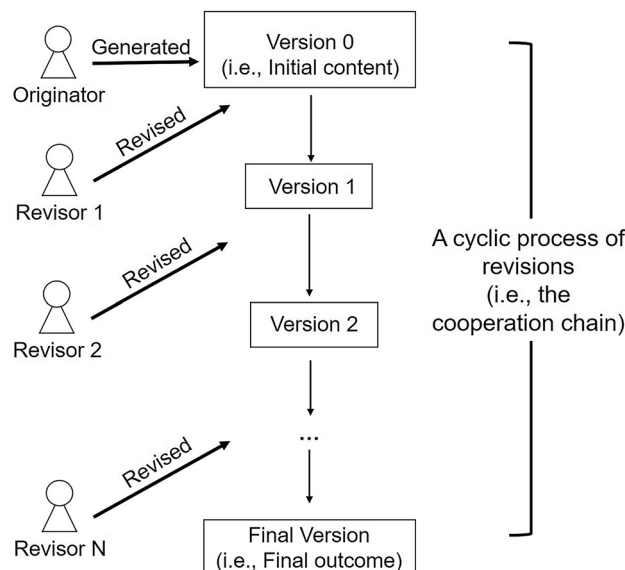 Generated
Version 0
(i.e., Initial content)
Originator
Revised
Revisor 1
Version 1
Revised
Revisor 2
Version 2
A cyclic process of
revisions
(i.e., the
cooperation chain)
...
Revised
Revisor N
Final Version
(i.e., Final outcome)